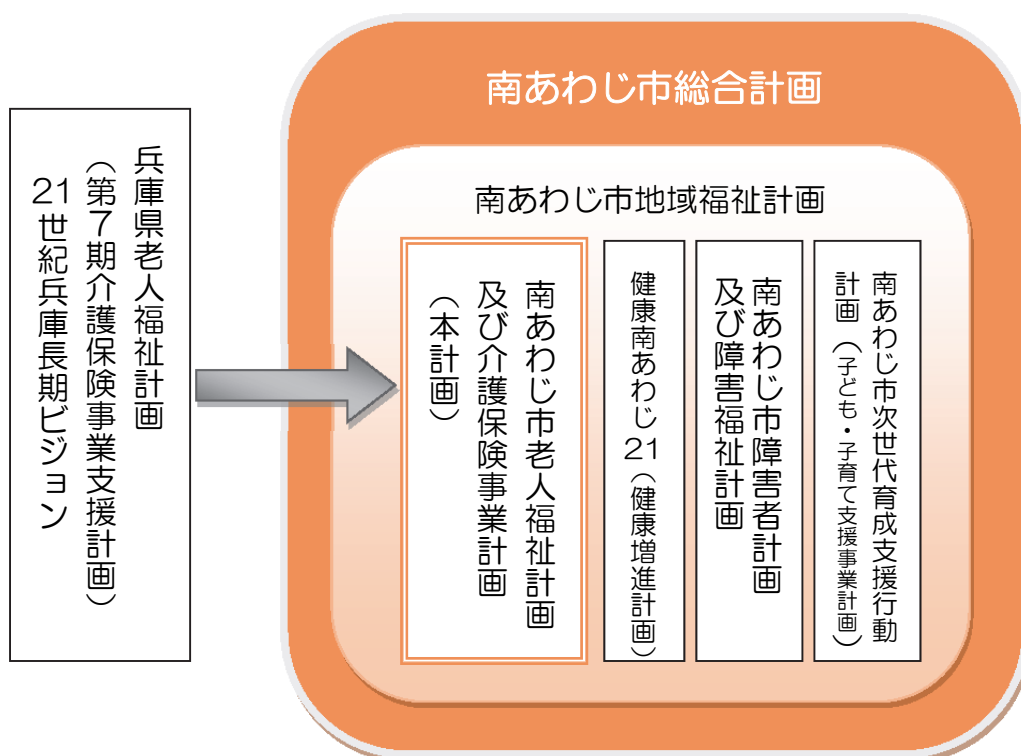 南あわじ市総合計画
南あわじ市地域福祉計画
兵庫県老人福祉計画
（第７期介護保険事業支援計画）
21世紀兵庫長期ビジョン
南あわじ市老人福祉計画
及び介護保険事業計画
（本計画）
健康南あわじ21（健康増進計画）
南あわじ市障害者計画
及び障害福祉計画
南あわじ市次世代育成支援行動
計画（子ども・子育て支援事業計画）